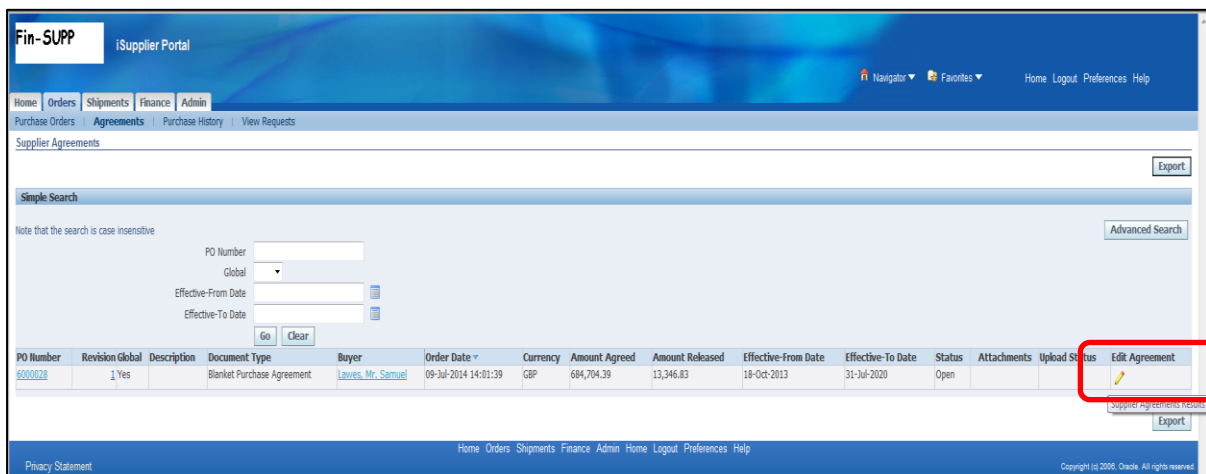 Fin-SUPP
iSupplier Portal
Navigator Favorites Home Logout Preferences Help
Home Orders Shipments Finance Admin
Purchase Orders | Agreements | Purchase History | View Requests
Supplier Agreements
Export
Simple Search
Note that the search is case insensitive
Advanced Search
PO Number
Global
Effective-From Date
Effective-To Date
Go Clear
PO Number Revision Global Description Document Type Buyer Order Date Currency Amount Agreed Amount Released Effective-From Date Effective-To Date Status Attachments Upload Status Edit Agreement
6000028 1 Yes Blanket Purchase Agreement Lawes, Mr. Samuel 09-Jul-2014 14:01:39 GBP 684,704.39 13,346.83 18-Oct-2013 31-Jul-2020 Open
Supplier Agreements Results
Export
Home Orders Shipments Finance Admin Home Logout Preferences Help
Privacy Statement Copyright (c) 2006, Oracle. All rights reserved.